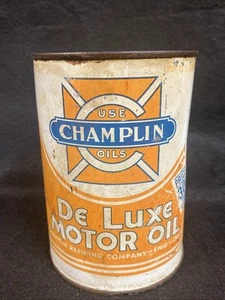 USE
CHAMPLIN
OILS
DE LUXE
MOTOR OIL
REFINING COMPANY